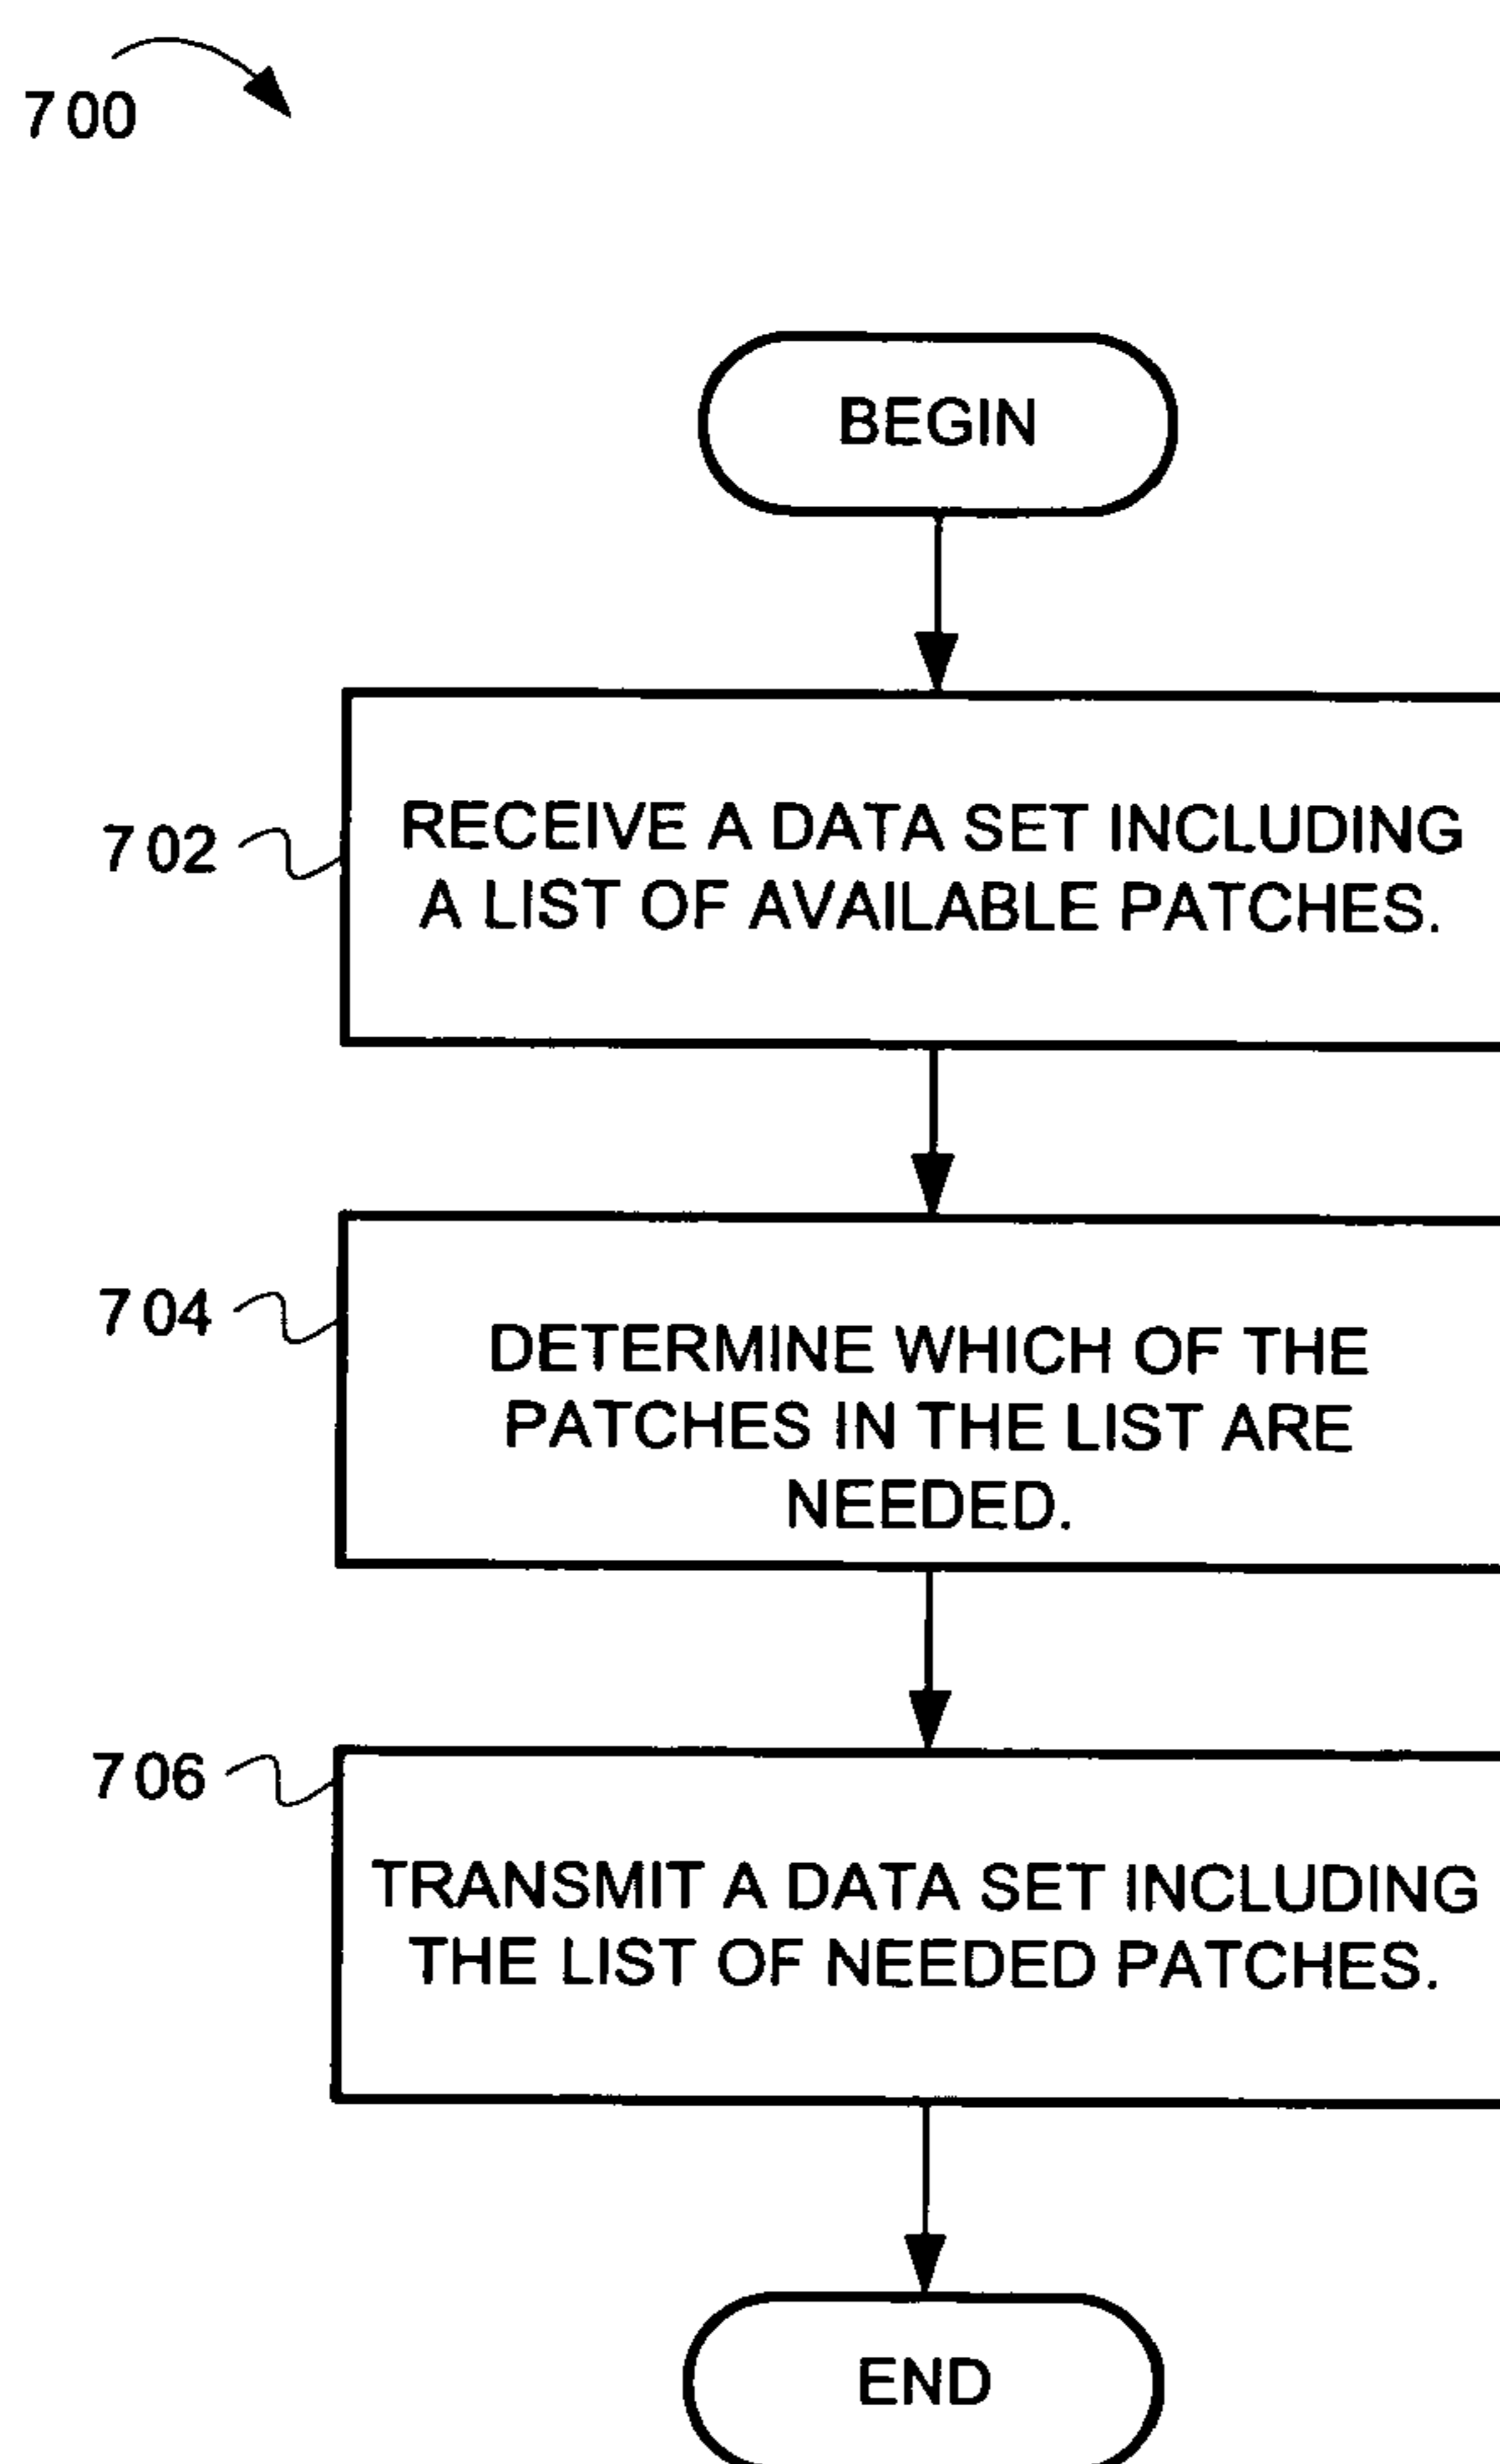 700
BEGIN
702
RECEIVE A DATA SET INCLUDING
A LIST OF AVAILABLE PATCHES.
704
DETERMINE WHICH OF THE
PATCHES IN THE LIST ARE
NEEDED.
706
TRANSMIT A DATA SET INCLUDING
THE LIST OF NEEDED PATCHES.
END